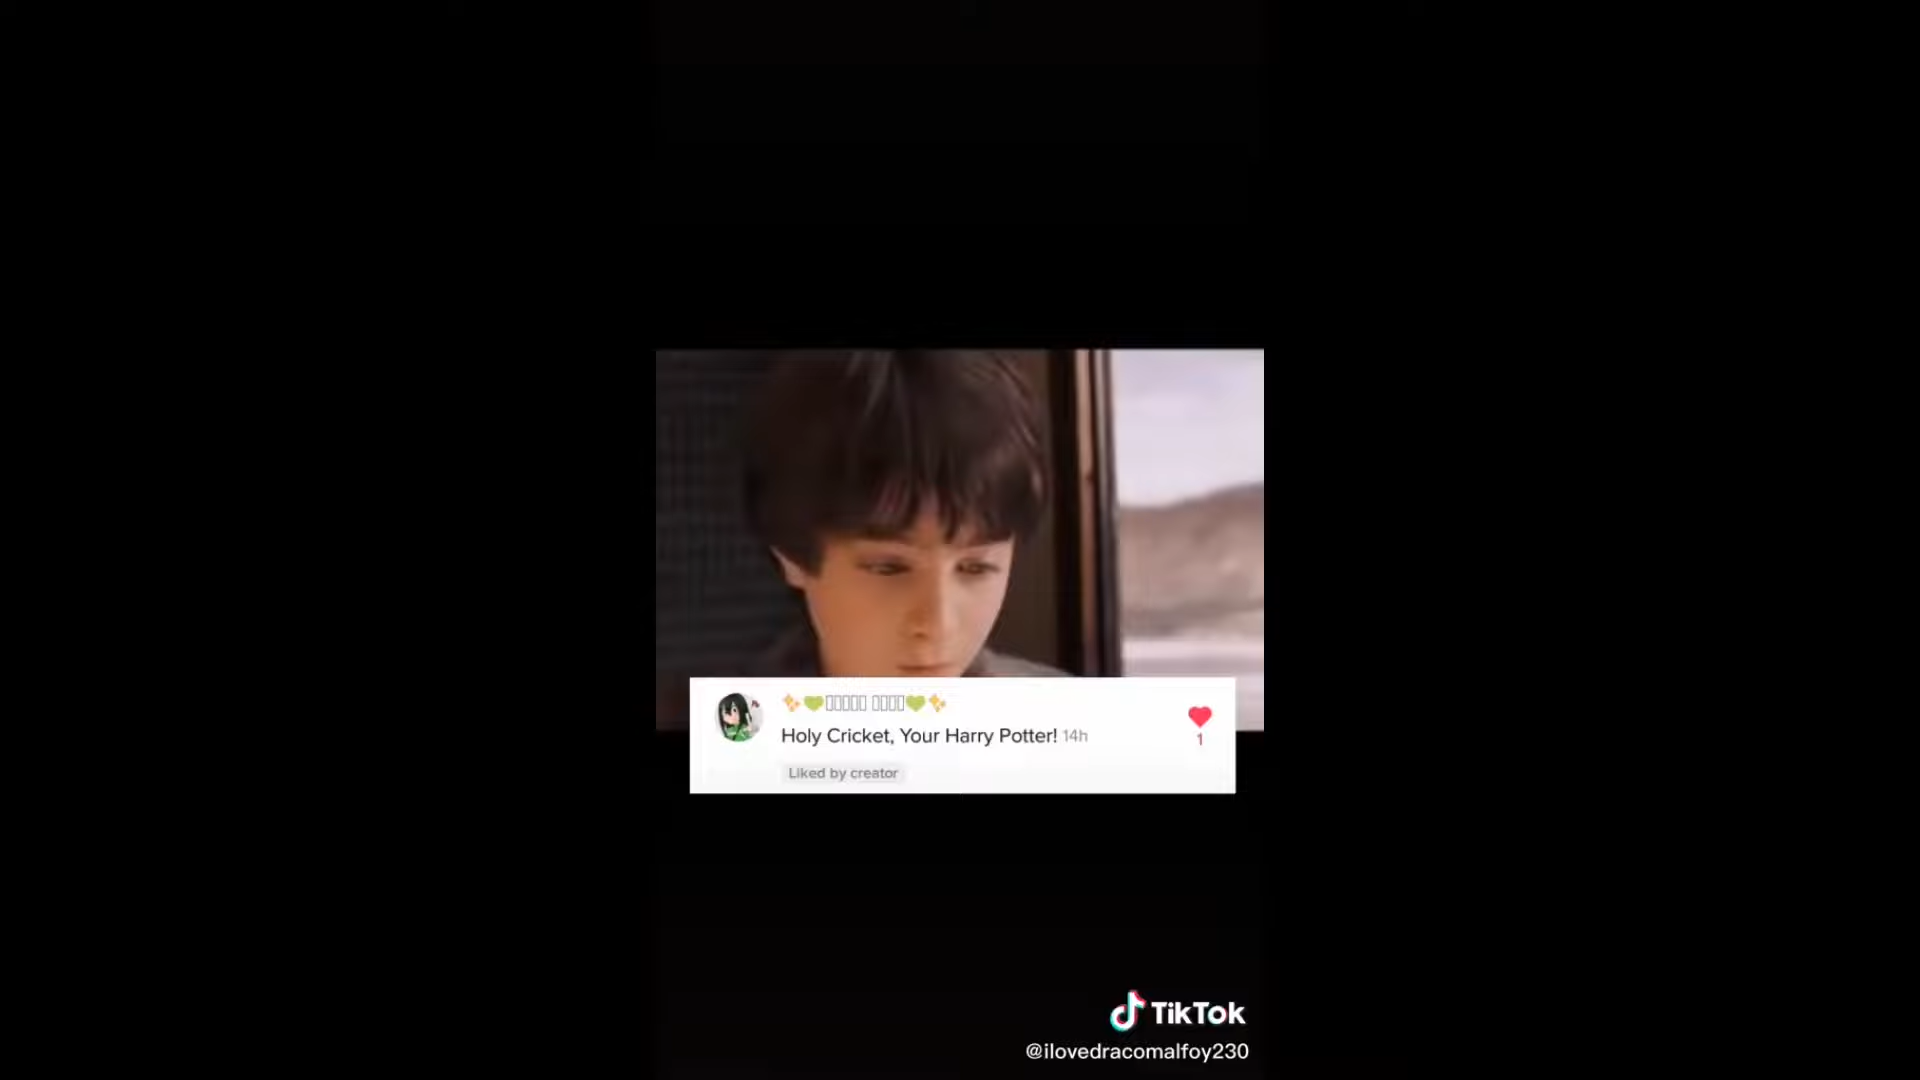 Holy Cricket, Your Harry Potter! 14h
1
Liked by creator
TikTok
@ilovedracomalfoy230